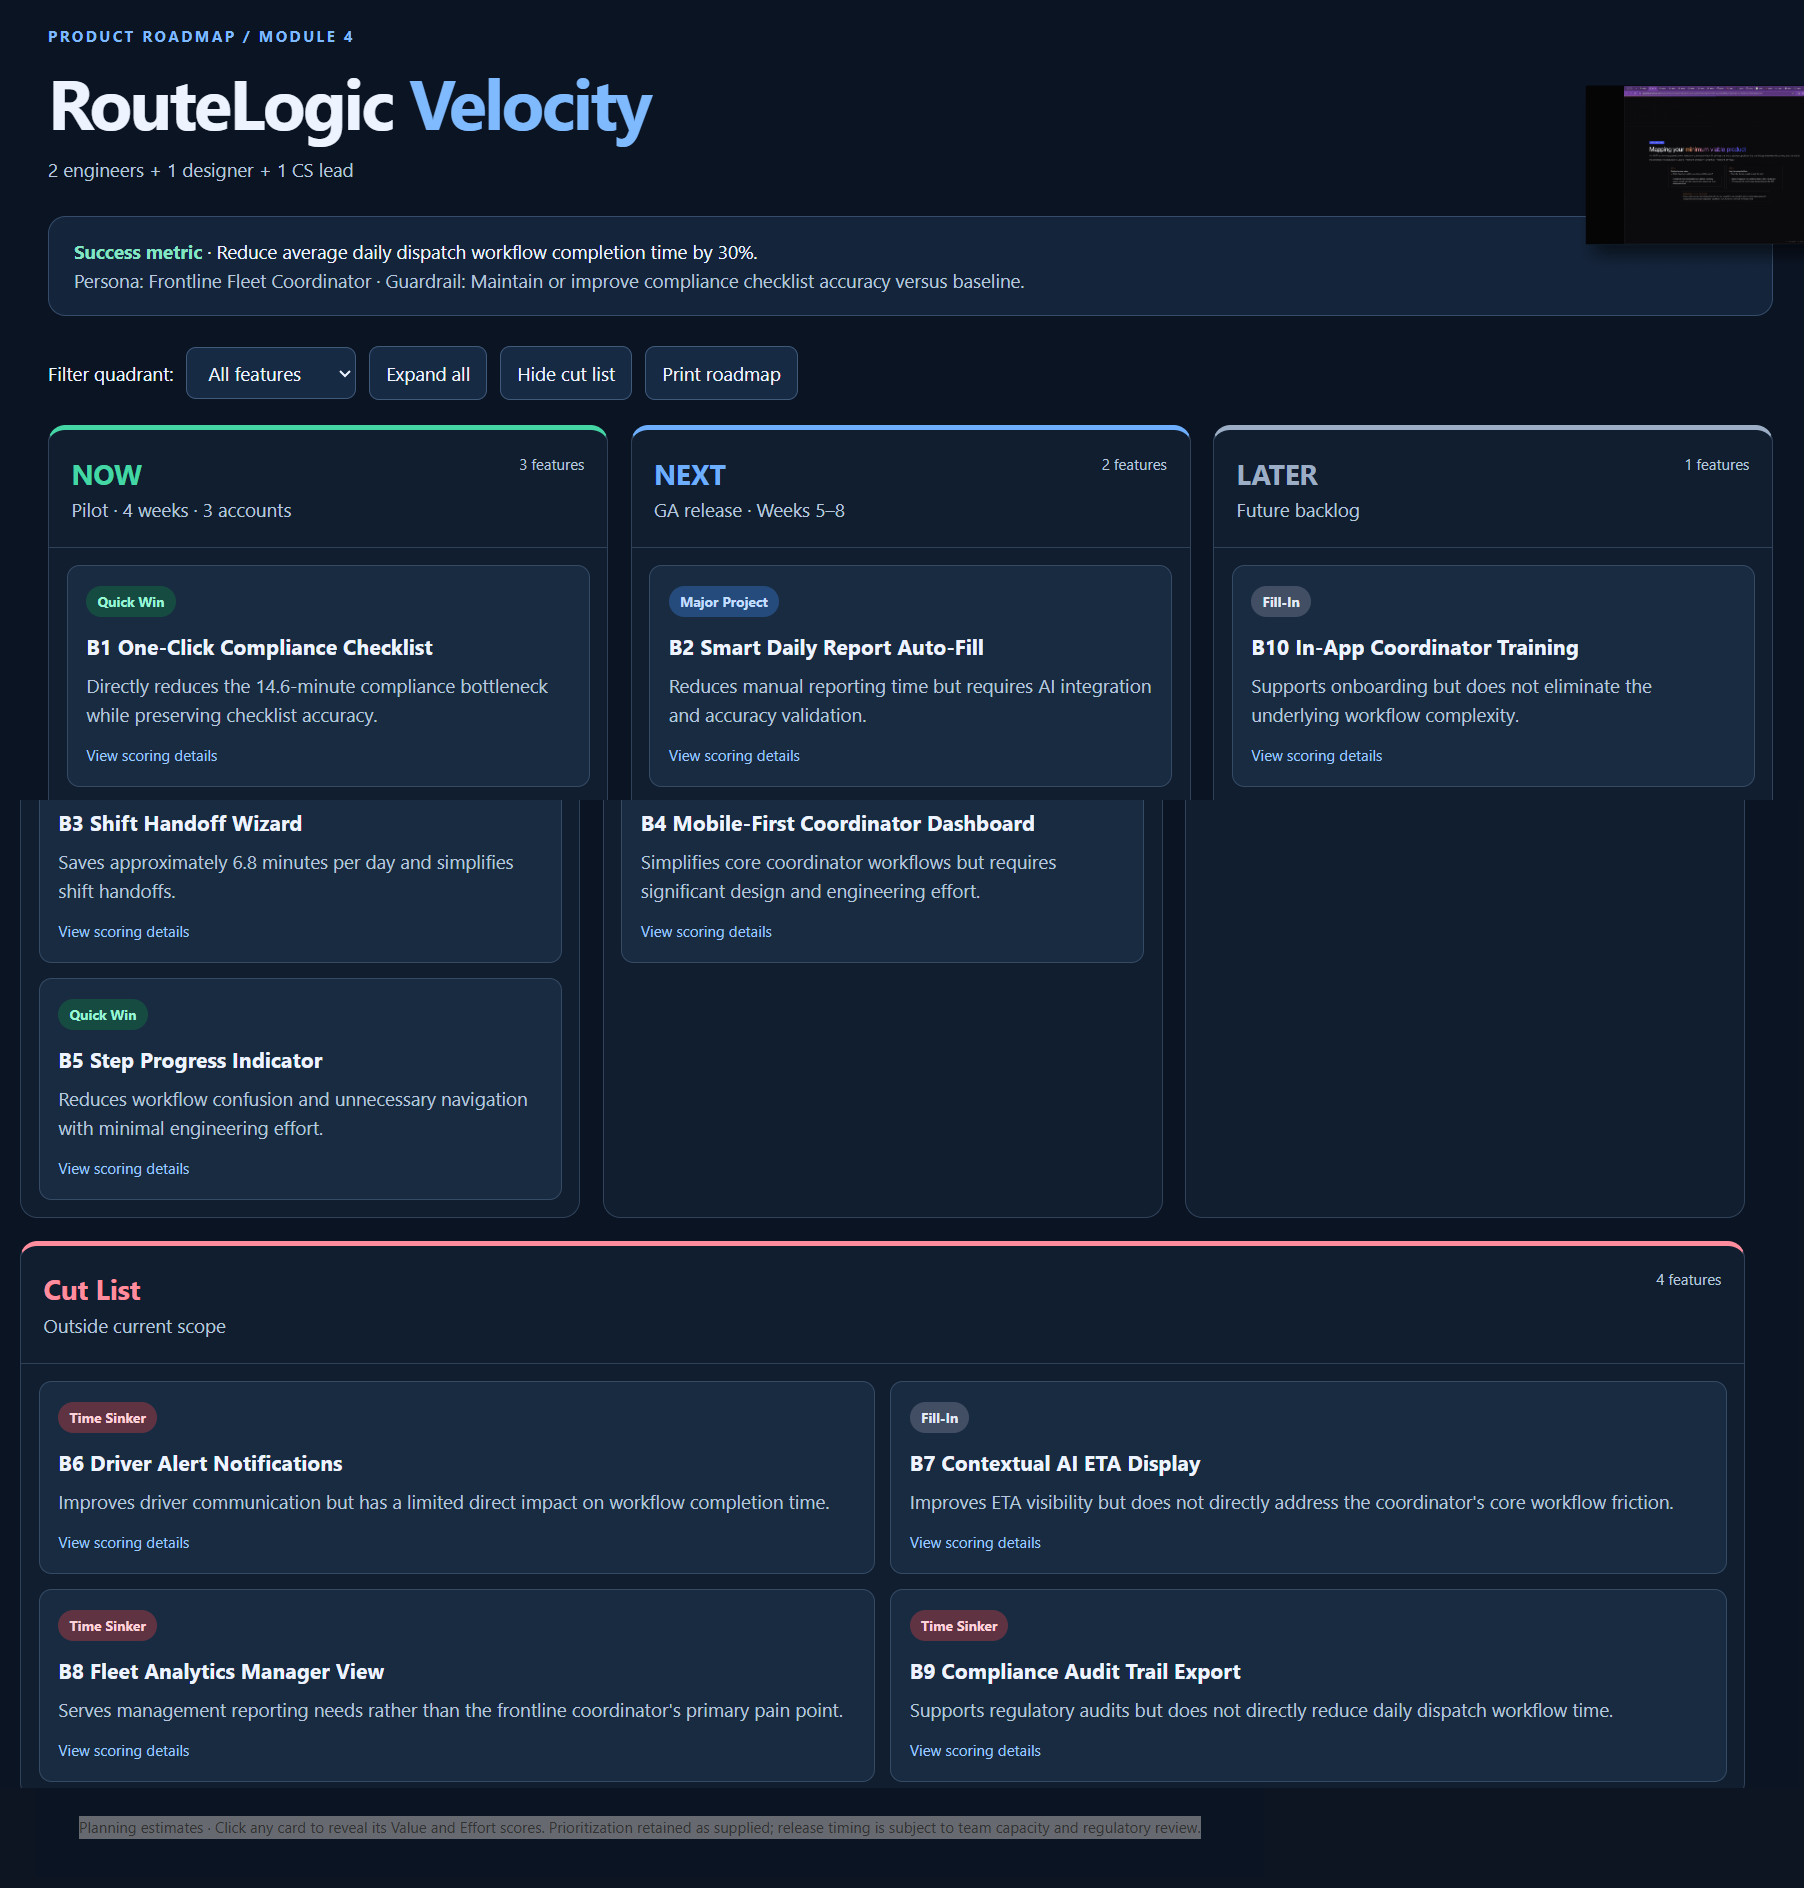 PRODUCT ROADMAP / MODULE 4
RouteLogic Velocity
2 engineers + 1 designer + 1 CS lead
Mapping your minimum viable product
Success metric · Reduce average daily dispatch workflow completion time by 30%.
Persona: Frontline Fleet Coordinator · Guardrail: Maintain or improve compliance checklist accuracy versus baseline.
Filter quadrant: All features Expand all Hide cut list Print roadmap
NOW
3 features
Pilot · 4 weeks · 3 accounts
Quick Win
B1 One-Click Compliance Checklist
Directly reduces the 14.6-minute compliance bottleneck
while preserving checklist accuracy.
View scoring details
B3 Shift Handoff Wizard
Saves approximately 6.8 minutes per day and simplifies
shift handoffs.
View scoring details
Quick Win
B5 Step Progress Indicator
Reduces workflow confusion and unnecessary navigation
with minimal engineering effort.
View scoring details
NEXT
2 features
GA release · Weeks 5–8
Major Project
B2 Smart Daily Report Auto-Fill
Reduces manual reporting time but requires AI integration
and accuracy validation.
View scoring details
B4 Mobile-First Coordinator Dashboard
Simplifies core coordinator workflows but requires
significant design and engineering effort.
View scoring details
LATER
1 features
Future backlog
Fill-In
B10 In-App Coordinator Training
Supports onboarding but does not eliminate the
underlying workflow complexity.
View scoring details
Cut List
4 features
Outside current scope
Time Sinker
B6 Driver Alert Notifications
Improves driver communication but has a limited direct impact on workflow completion time.
View scoring details
Fill-In
B7 Contextual AI ETA Display
Improves ETA visibility but does not directly address the coordinator's core workflow friction.
View scoring details
Time Sinker
B8 Fleet Analytics Manager View
Serves management reporting needs rather than the frontline coordinator's primary pain point.
View scoring details
Time Sinker
B9 Compliance Audit Trail Export
Supports regulatory audits but does not directly reduce daily dispatch workflow time.
View scoring details
Planning estimates · Click any card to reveal its Value and Effort scores. Prioritization retained as supplied; release timing is subject to team capacity and regulatory review.